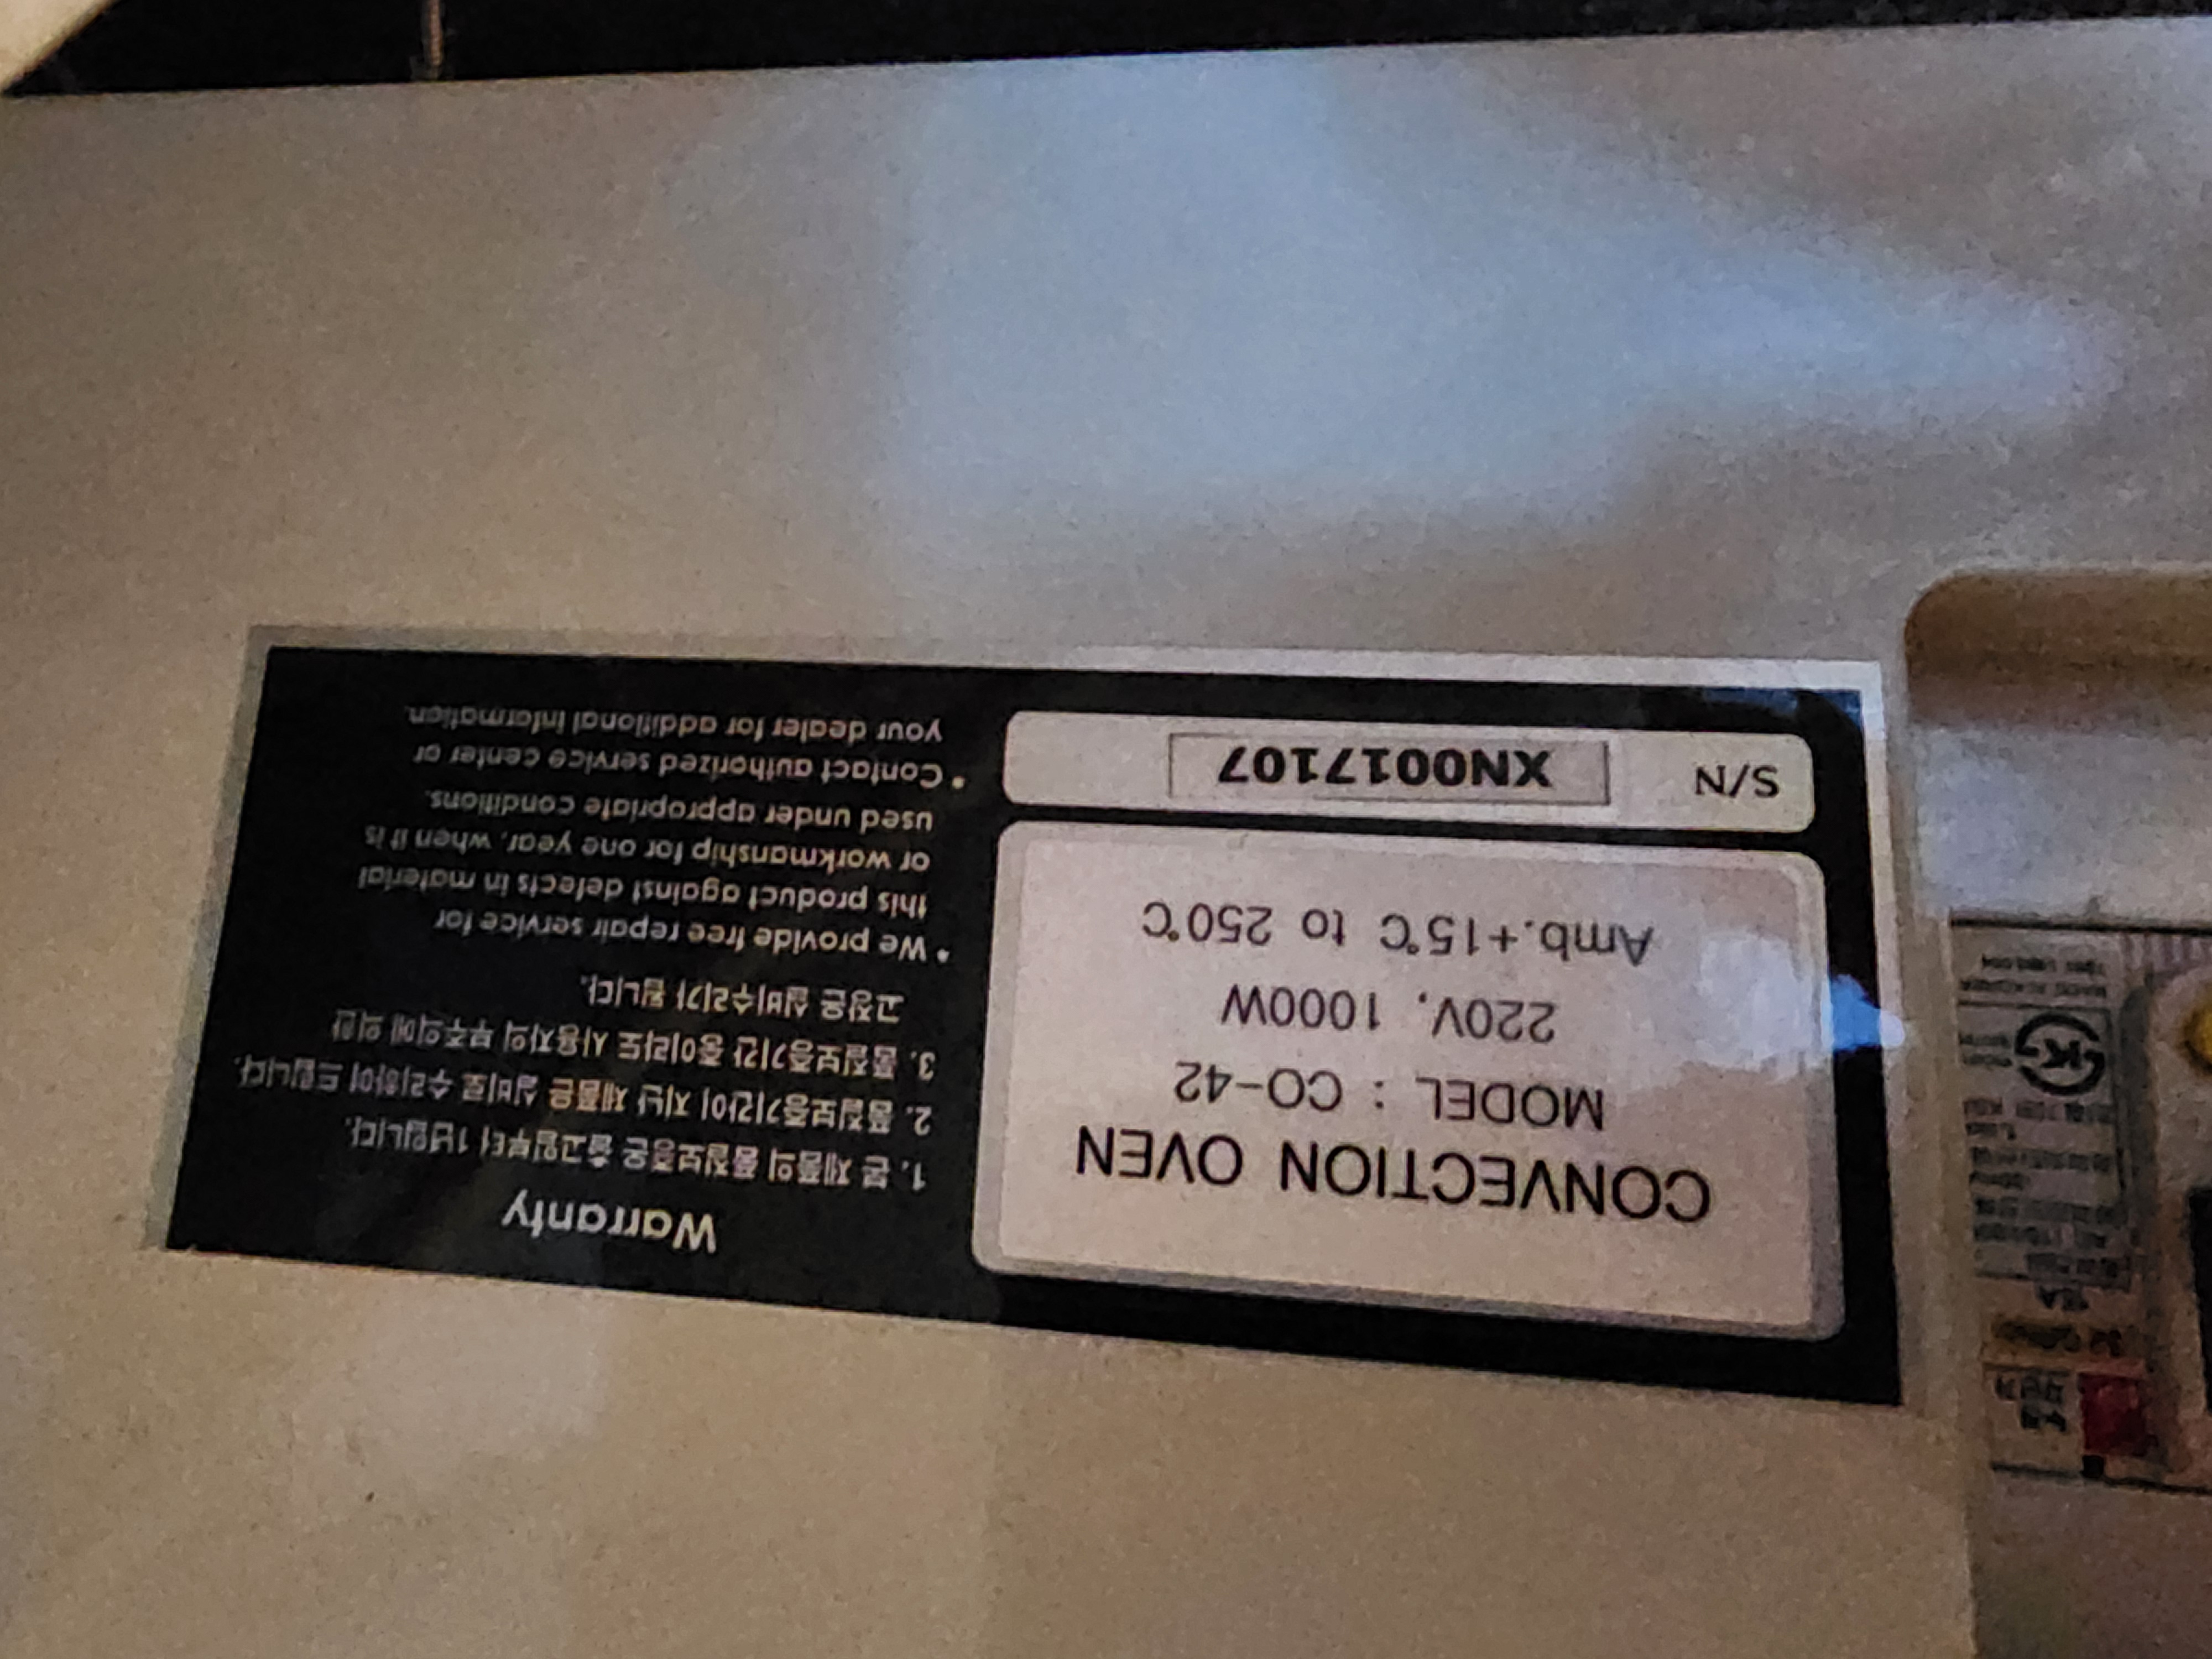 CONVECTION OVEN
MODEL : CO-42
220V, 1000W
Amb.+15℃ to 250℃
S/N XN0017107
Warranty
1. 본 제품의 품질보증은 출고일부터 1년입니다.
2. 품질보증기간이 지난 제품은 실비로 수리하여 드립니다.
3. 품질보증기간 중이라도 사용자의 부주의에 의한
고장은 실비수리가 됩니다.
* We provide free repair service for
this product against defects in material
or workmanship for one year, when it is
used under appropriate conditions.
* Contact authorized service center or
your dealer for additional information.